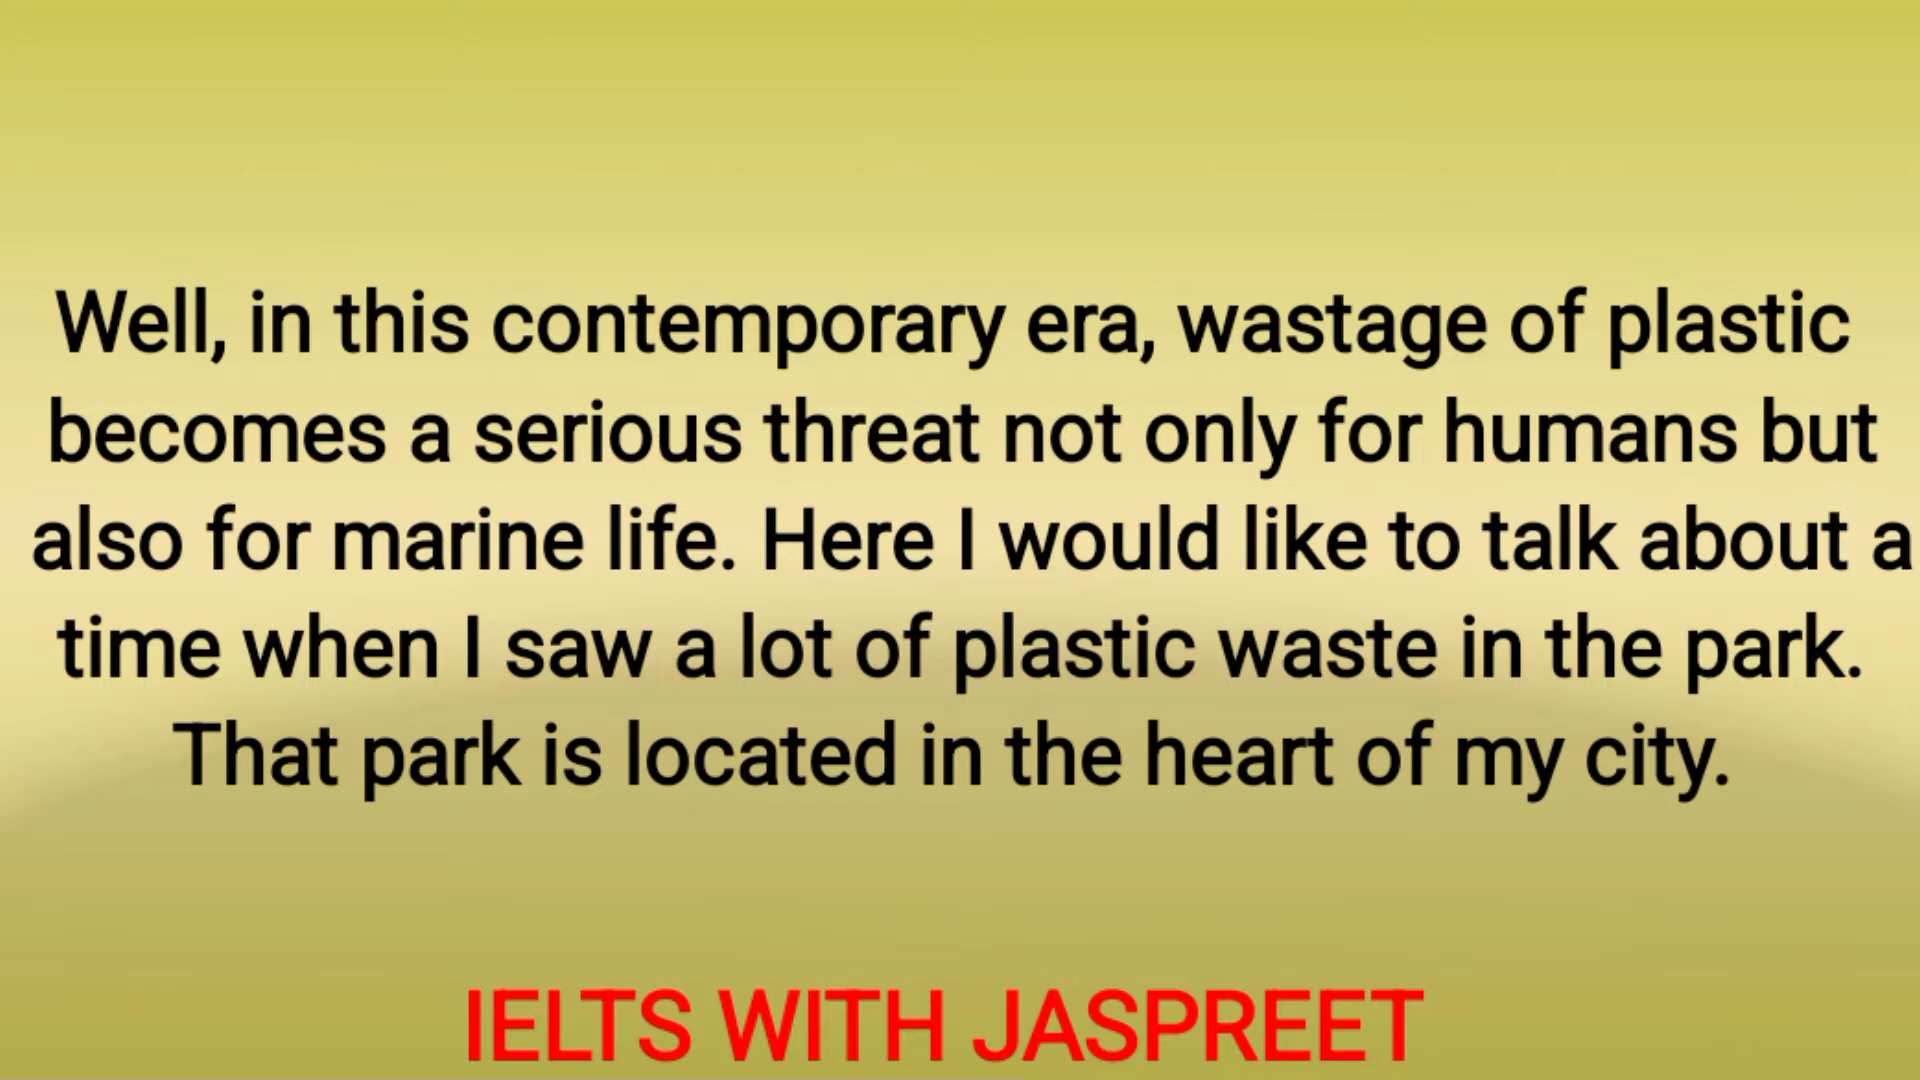 Well, in this contemporary era, wastage of plastic
becomes a serious threat not only for humans but
also for marine life. Here I would like to talk about a
time when I saw a lot of plastic waste in the park.
That park is located in the heart of my city.
IELTS WITH JASPREET